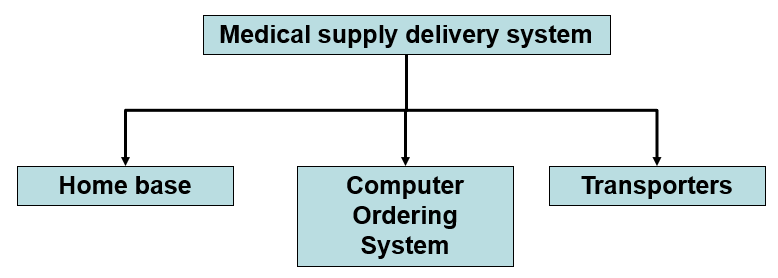 Medical supply delivery system
Home base
Computer
Ordering
System
Transporters